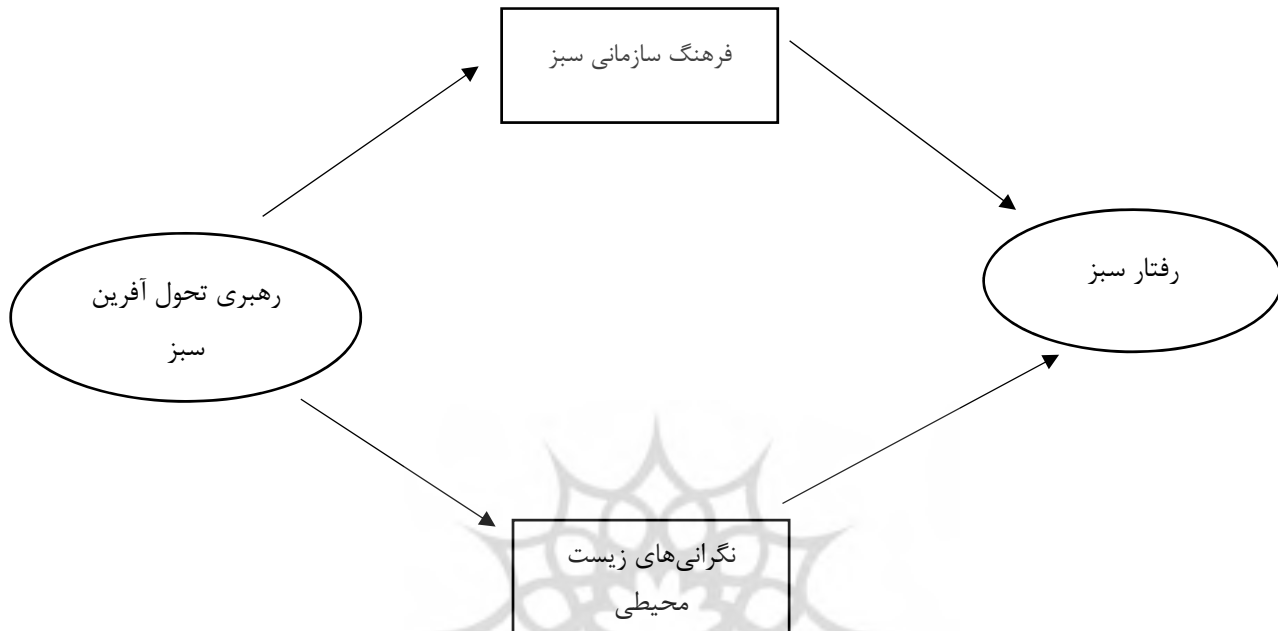 فرهنگ سازمانی سبز
رفتار سبز
رهبری تحول آفرین
سبز
نگرانی‌های زیست
محیطی